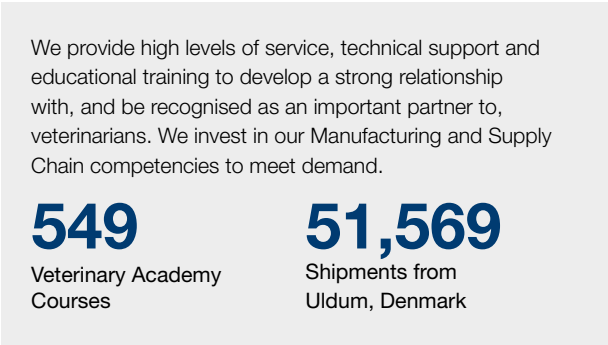 We provide high levels of service, technical support and
educational training to develop a strong relationship
with, and be recognised as an important partner to,
veterinarians. We invest in our Manufacturing and Supply
Chain competencies to meet demand.
549
Veterinary Academy
Courses
51,569
Shipments from
Uldum, Denmark